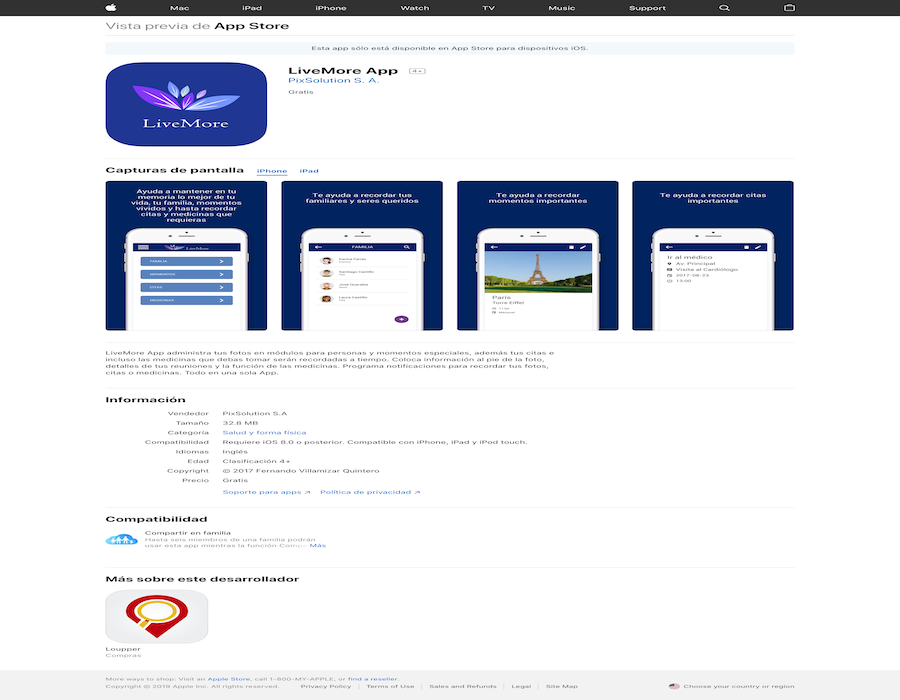 Mac iPad iPhone Watch TV Music Support
Vista previa de App Store
Esta app sólo está disponible en App Store para dispositivos iOS.
LiveMore
LiveMore App 4+
PixSolution S. A.
Gratis
Capturas de pantalla iPhone iPad
Ayuda a mantener en tu
memoria lo mejor de tu
vida, tu familia, momentos
vividos y hasta recordar
citas y medicinas que
requieras
LiveMore
FAMILIA
MOMENTOS
CITAS
MEDICINAS
Te ayuda a recordar tus
familiares y seres queridos
FAMILIA
Karina Farias
Santiago Castillo
José González
Laura Castillo
Te ayuda a recordar
momentos importantes
París
Torre Eiffel
Te ayuda a recordar citas
importantes
Ir al médico
Av. Principal
Visita al Cardiólogo
2017-08-23
13:00
LiveMore App administra tus fotos en módulos para personas y momentos especiales, además tus citas e
incluso las medicinas que debas tomar serán recordadas a tiempo. Coloca información al pie de la foto,
detalles de tus reuniones y la función de las medicinas. Programa notificaciones para recordar tus fotos,
citas o medicinas. Todo en una sola App.
Información
Vendedor PixSolution S.A
Tamaño 32.8 MB
Categoría Salud y forma física
Compatibilidad Requiere iOS 8.0 o posterior. Compatible con iPhone, iPad y iPod touch.
Idiomas Inglés
Edad Clasificación 4+
Copyright © 2017 Fernando Villamizar Quintero
Precio Gratis
Soporte para apps Política de privacidad
Compatibilidad
Compartir en familia
Hasta seis miembros de una familia podrán
usar esta app mientras la función Comp Más
Más sobre este desarrollador
Loupper
Compras
More ways to shop: Visit an Apple Store, call 1-800-MY-APPLE, or find a reseller.
Copyright © 2018 Apple Inc. All rights reserved. Privacy Policy | Terms of Use | Sales and Refunds | Legal | Site Map Choose your country or region